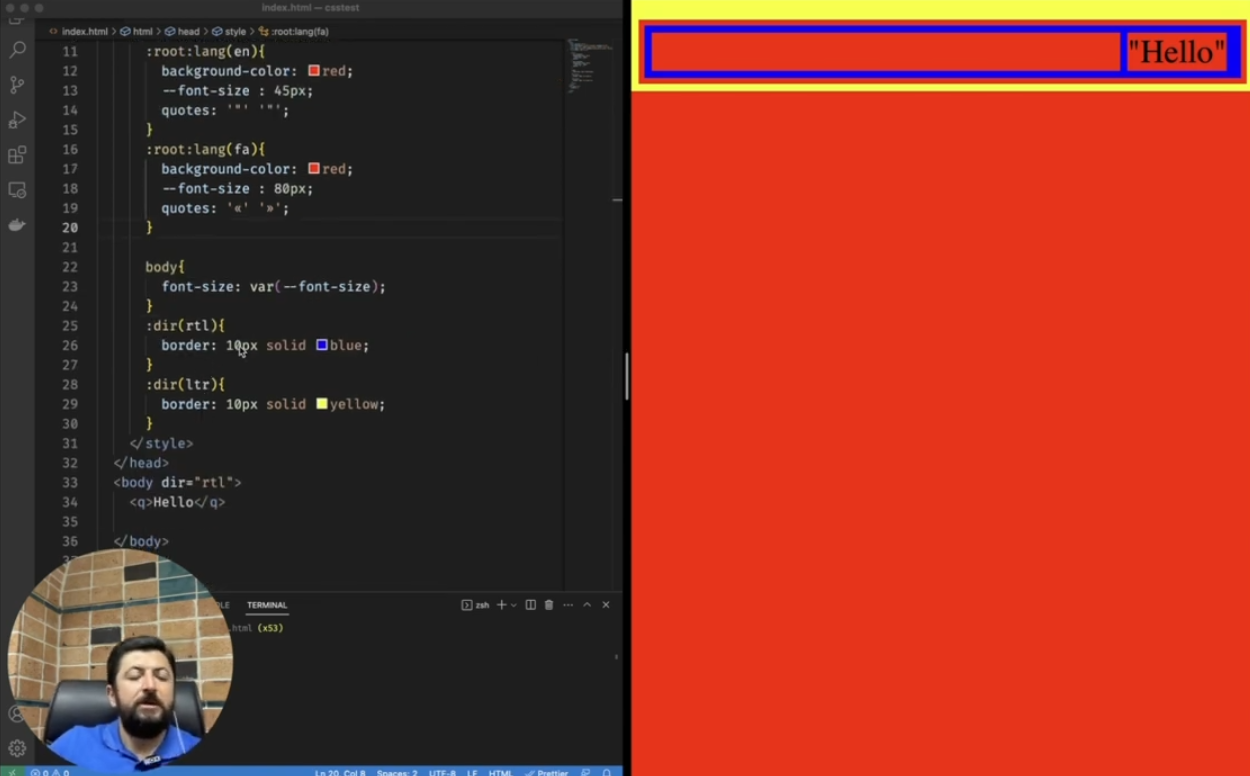 index.html — csstest
index.html > html > head > style > :root:lang(fa)
11 :root:lang(en){
12 background-color: red;
13 --font-size : 45px;
14 quotes: '"' '"';
15 }
16 :root:lang(fa){
17 background-color: red;
18 --font-size : 80px;
19 quotes: '«' '»';
20 }
21
22 body{
23 font-size: var(--font-size);
24 }
25 :dir(rtl){
26 border: 10px solid blue;
27 }
28 :dir(ltr){
29 border: 10px solid yellow;
30 }
31 </style>
32 </head>
33 <body dir="rtl">
34 <q>Hello</q>
35
36 </body>
TERMINAL
zsh
.html (x53)
0 0
Ln 20, Col 8 Spaces: 2 UTF-8 LF HTML Prettier
"Hello"